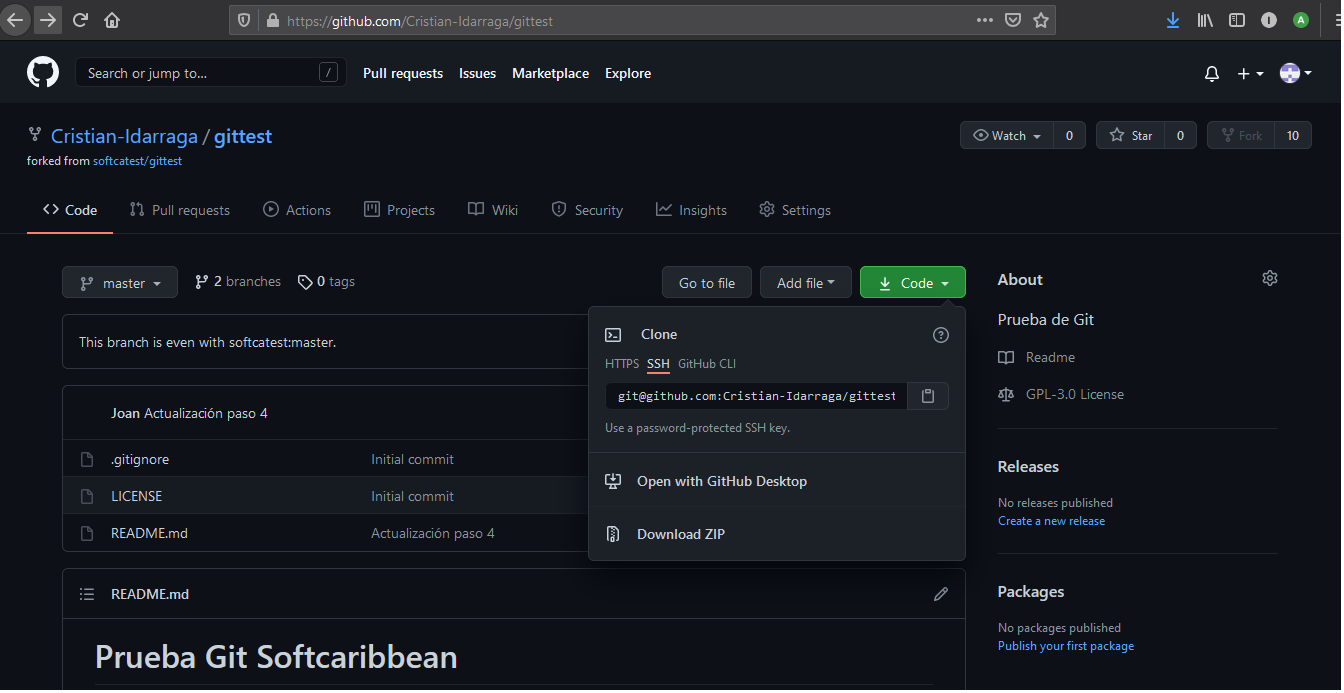 https://github.com/Cristian-Idarraga/gittest
I
A
Search or jump to...
/
Pull requests
Issues
Marketplace
Explore
Cristian-Idarraga / gittest
forked from softcatest/gittest
Watch
0
Star
0
Fork
10
Code
Pull requests
Actions
Projects
Wiki
Security
Insights
Settings
master
2 branches
0 tags
Go to file
Add file
Code
This branch is even with softcatest:master.
Joan Actualización paso 4
.gitignore
Initial commit
LICENSE
Initial commit
README.md
Actualización paso 4
Clone
HTTPS SSH GitHub CLI
git@github.com:Cristian-Idarraga/gittest
Use a password-protected SSH key.
Open with GitHub Desktop
Download ZIP
README.md
Prueba Git Softcaribbean
About
Prueba de Git
Readme
GPL-3.0 License
Releases
No releases published
Create a new release
Packages
No packages published
Publish your first package